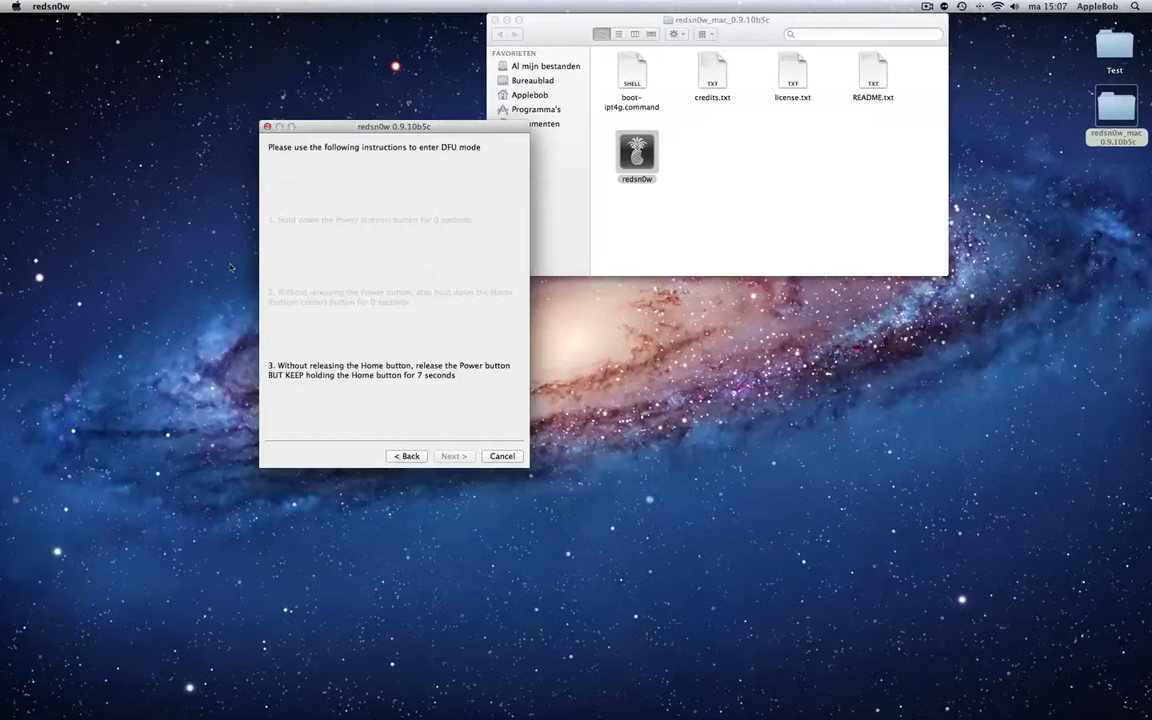 redsn0w
ma 15:07
AppleBob
redsn0w_mac_0.9.10b5c
FAVORIETEN
Al mijn bestanden
Bureaublad
Applebob
Programma's
umenten
SHELL
boot-
ipt4g.command
TXT
credits.txt
TXT
license.txt
TXT
README.txt
redsn0w
Test
redsn0w_mac
_0.9.10b5c
redsn0w 0.9.10b5c
Please use the following instructions to enter DFU mode
1. Hold down the Power (corner) button for 0 seconds
2. Without releasing the Power button, also hold down the Home
(bottom center) button for 0 seconds
3. Without releasing the Home button, release the Power button
BUT KEEP holding the Home button for 7 seconds
< Back
Next >
Cancel